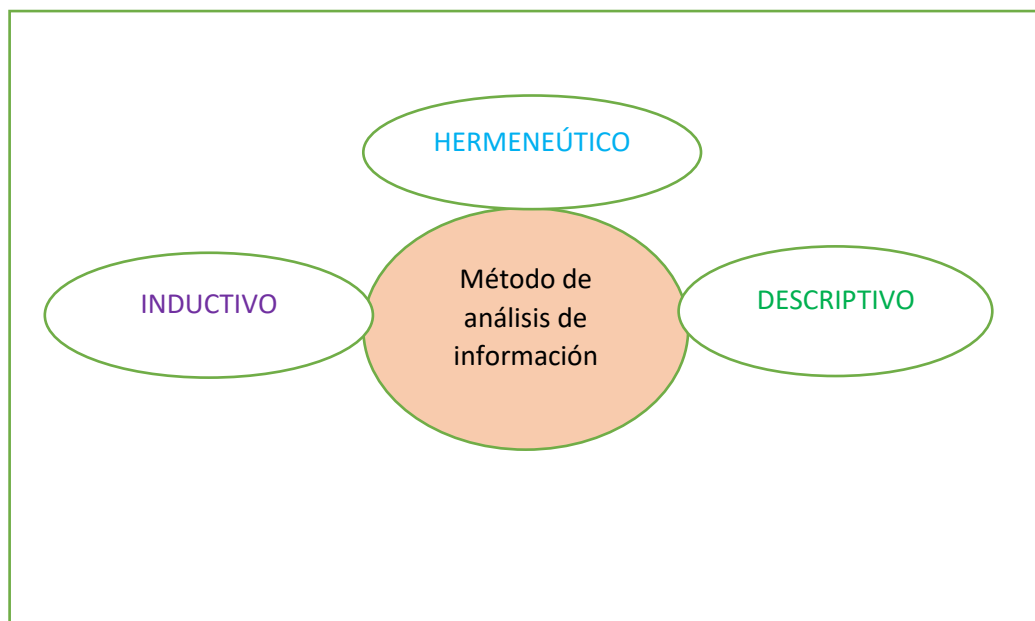 HERMENEÚTICO
INDUCTIVO
Método de
análisis de
información
DESCRIPTIVO